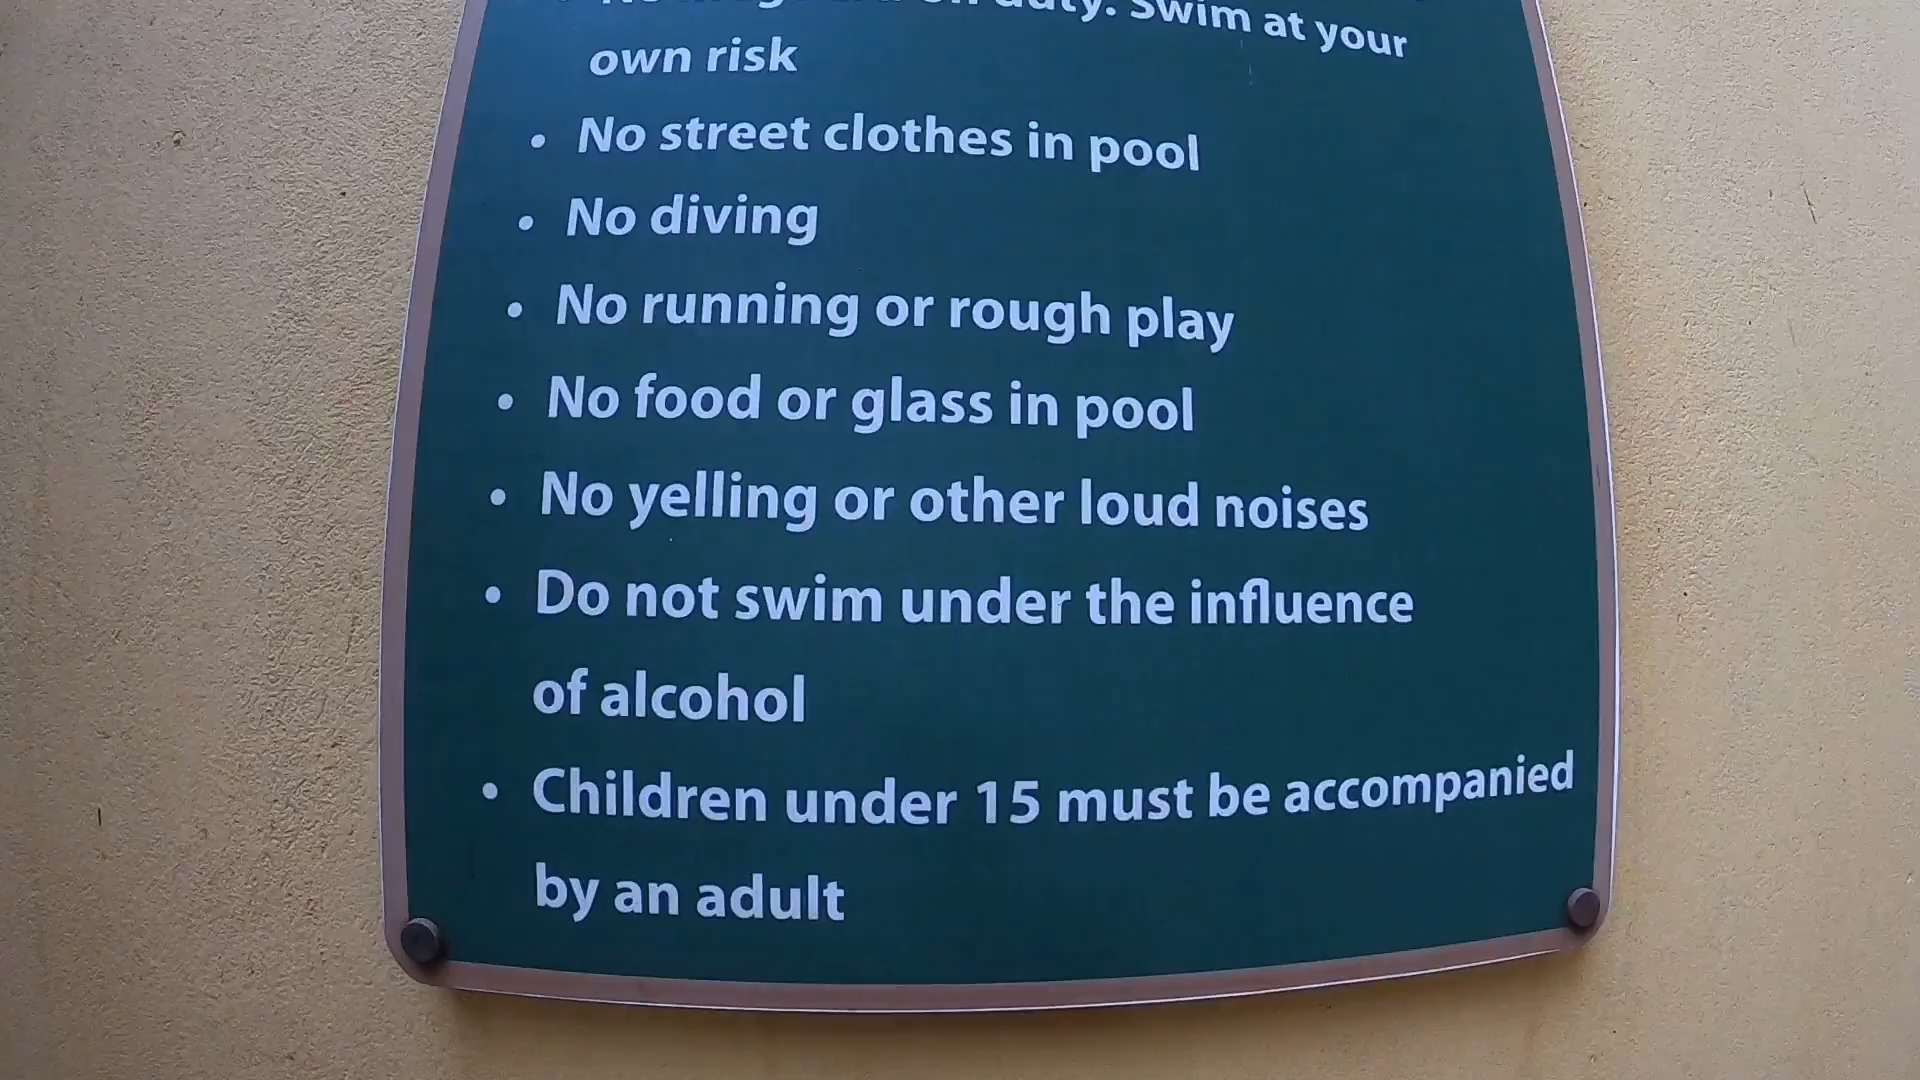 duty. Swim at your
own risk
• No street clothes in pool
• No diving
• No running or rough play
• No food or glass in pool
• No yelling or other loud noises
• Do not swim under the influence
of alcohol
• Children under 15 must be accompanied
by an adult